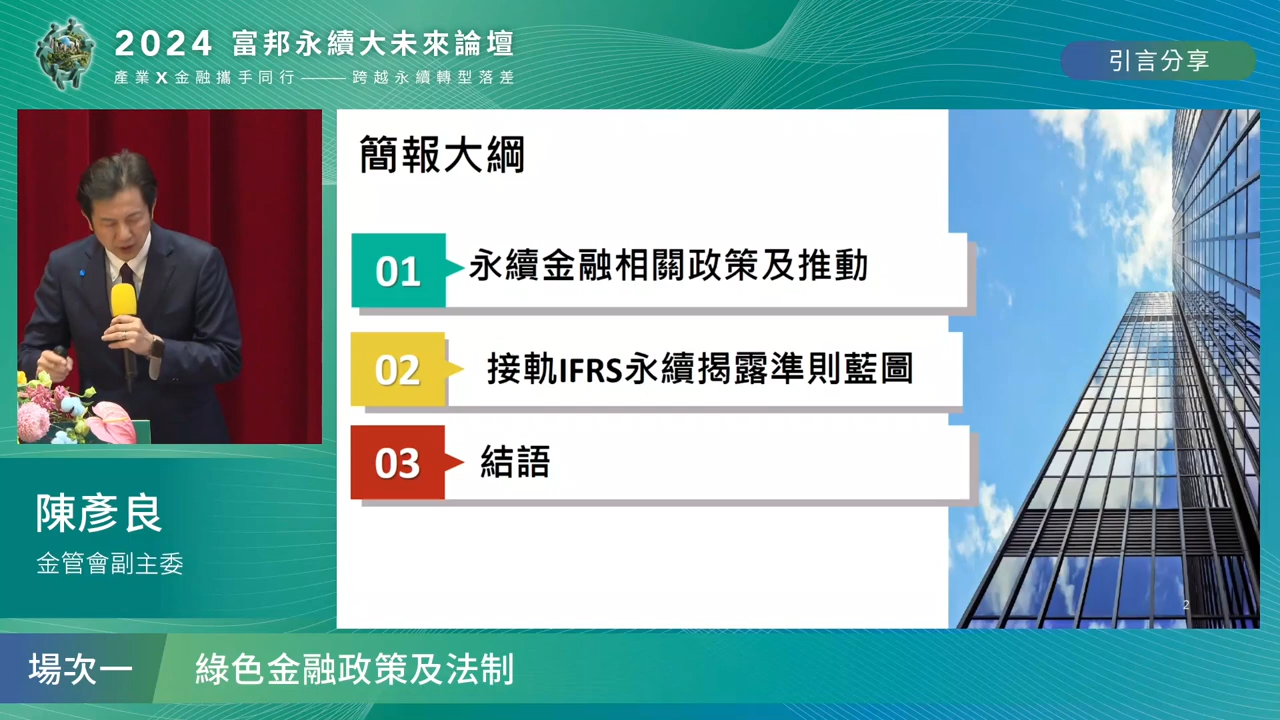 2024 富邦永續大未來論壇
產業X金融攜手同行——跨越永續轉型落差
引言分享
簡報大綱
01 永續金融相關政策及推動
02 接軌IFRS永續揭露準則藍圖
03 結語
2
陳彥良
金管會副主委
場次一 綠色金融政策及法制